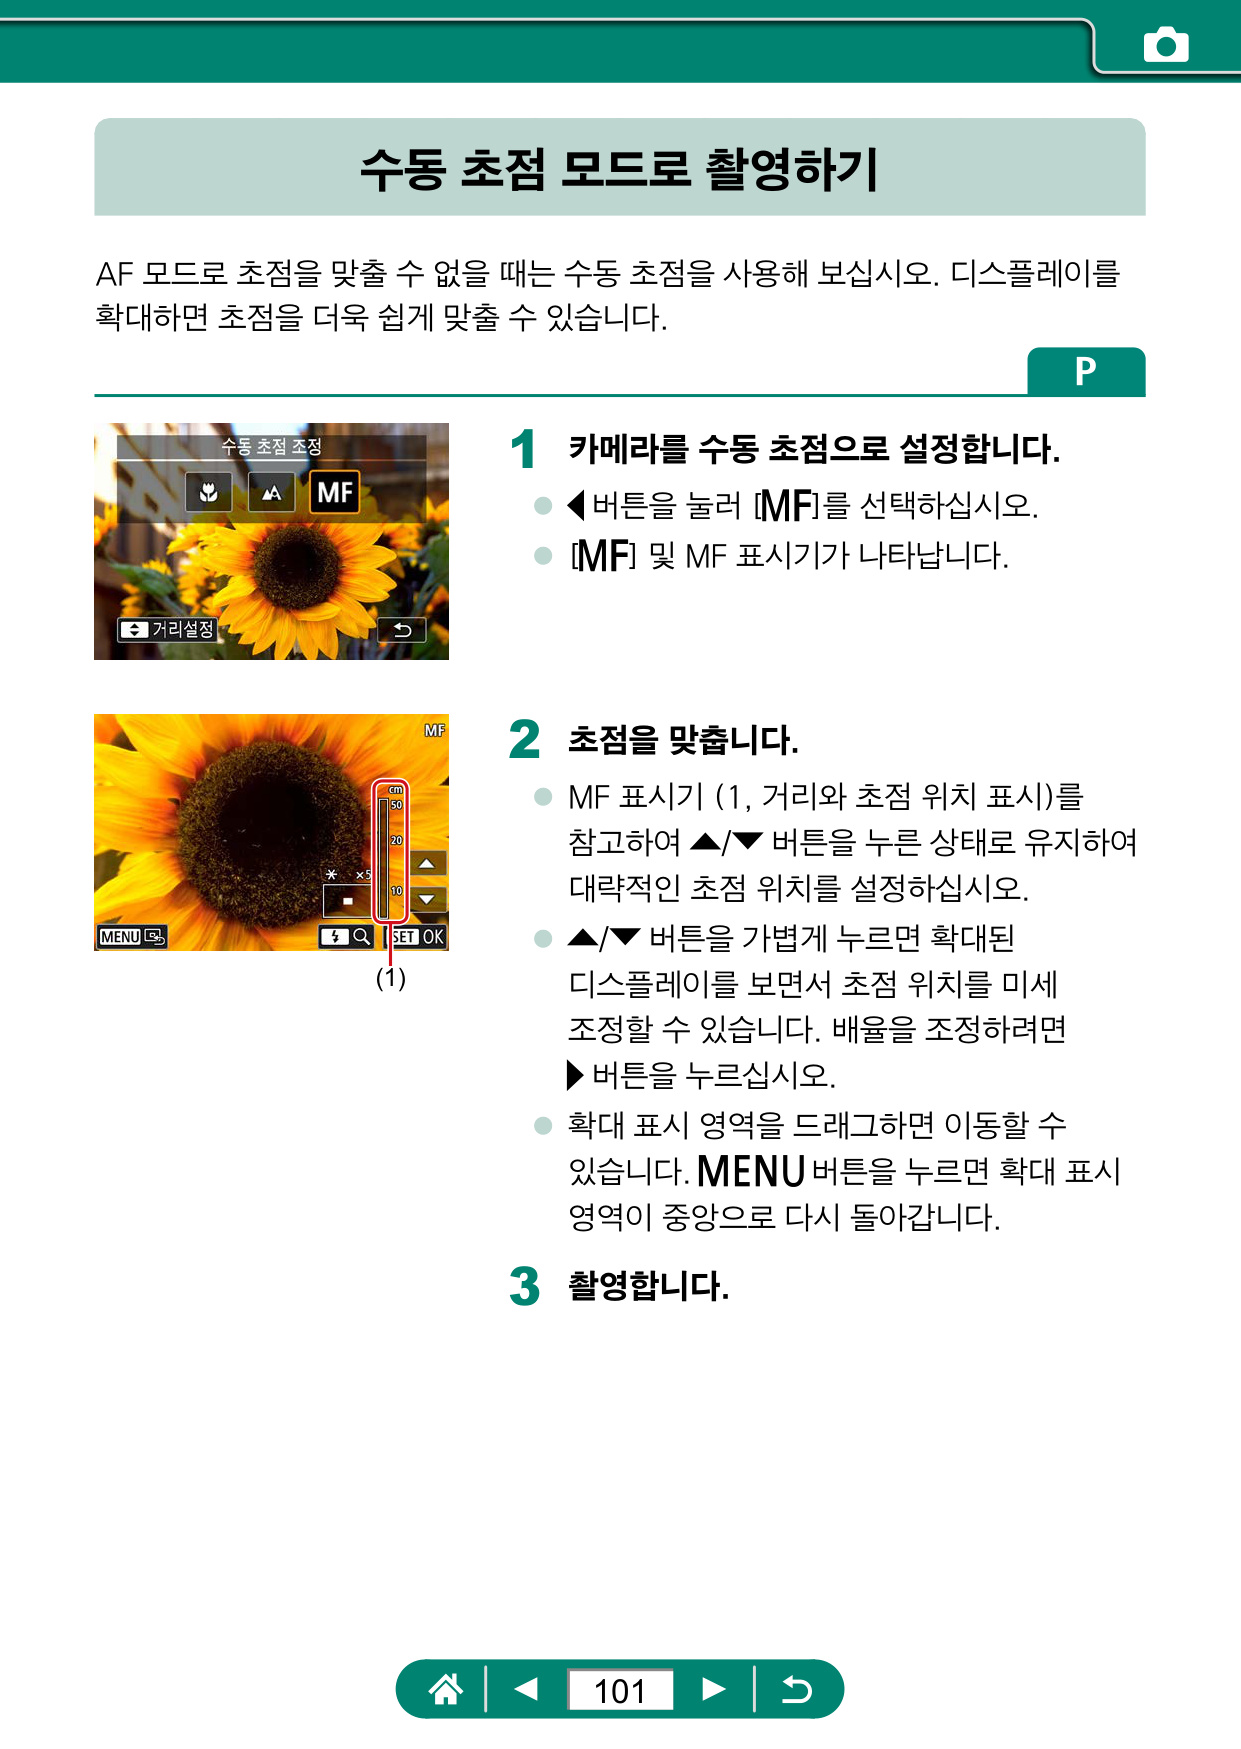 수동 초점 모드로 촬영하기
AF 모드로 초점을 맞출 수 없을 때는 수동 초점을 사용해 보십시오. 디스플레이를
확대하면 초점을 더욱 쉽게 맞출 수 있습니다.
P
수동 초점 조정
MF
거리설정
1 카메라를 수동 초점으로 설정합니다.
● ◀ 버튼을 눌러 [MF]를 선택하십시오.
● [MF] 및 MF 표시기가 나타납니다.
MF
cm
50
20
×5
10
MENU
SET OK
(1)
2 초점을 맞춥니다.
● MF 표시기 (1, 거리와 초점 위치 표시)를
참고하여 ▲/▼ 버튼을 누른 상태로 유지하여
대략적인 초점 위치를 설정하십시오.
● ▲/▼ 버튼을 가볍게 누르면 확대된
디스플레이를 보면서 초점 위치를 미세
조정할 수 있습니다. 배율을 조정하려면
▶ 버튼을 누르십시오.
● 확대 표시 영역을 드래그하면 이동할 수
있습니다. MENU 버튼을 누르면 확대 표시
영역이 중앙으로 다시 돌아갑니다.
3 촬영합니다.
101